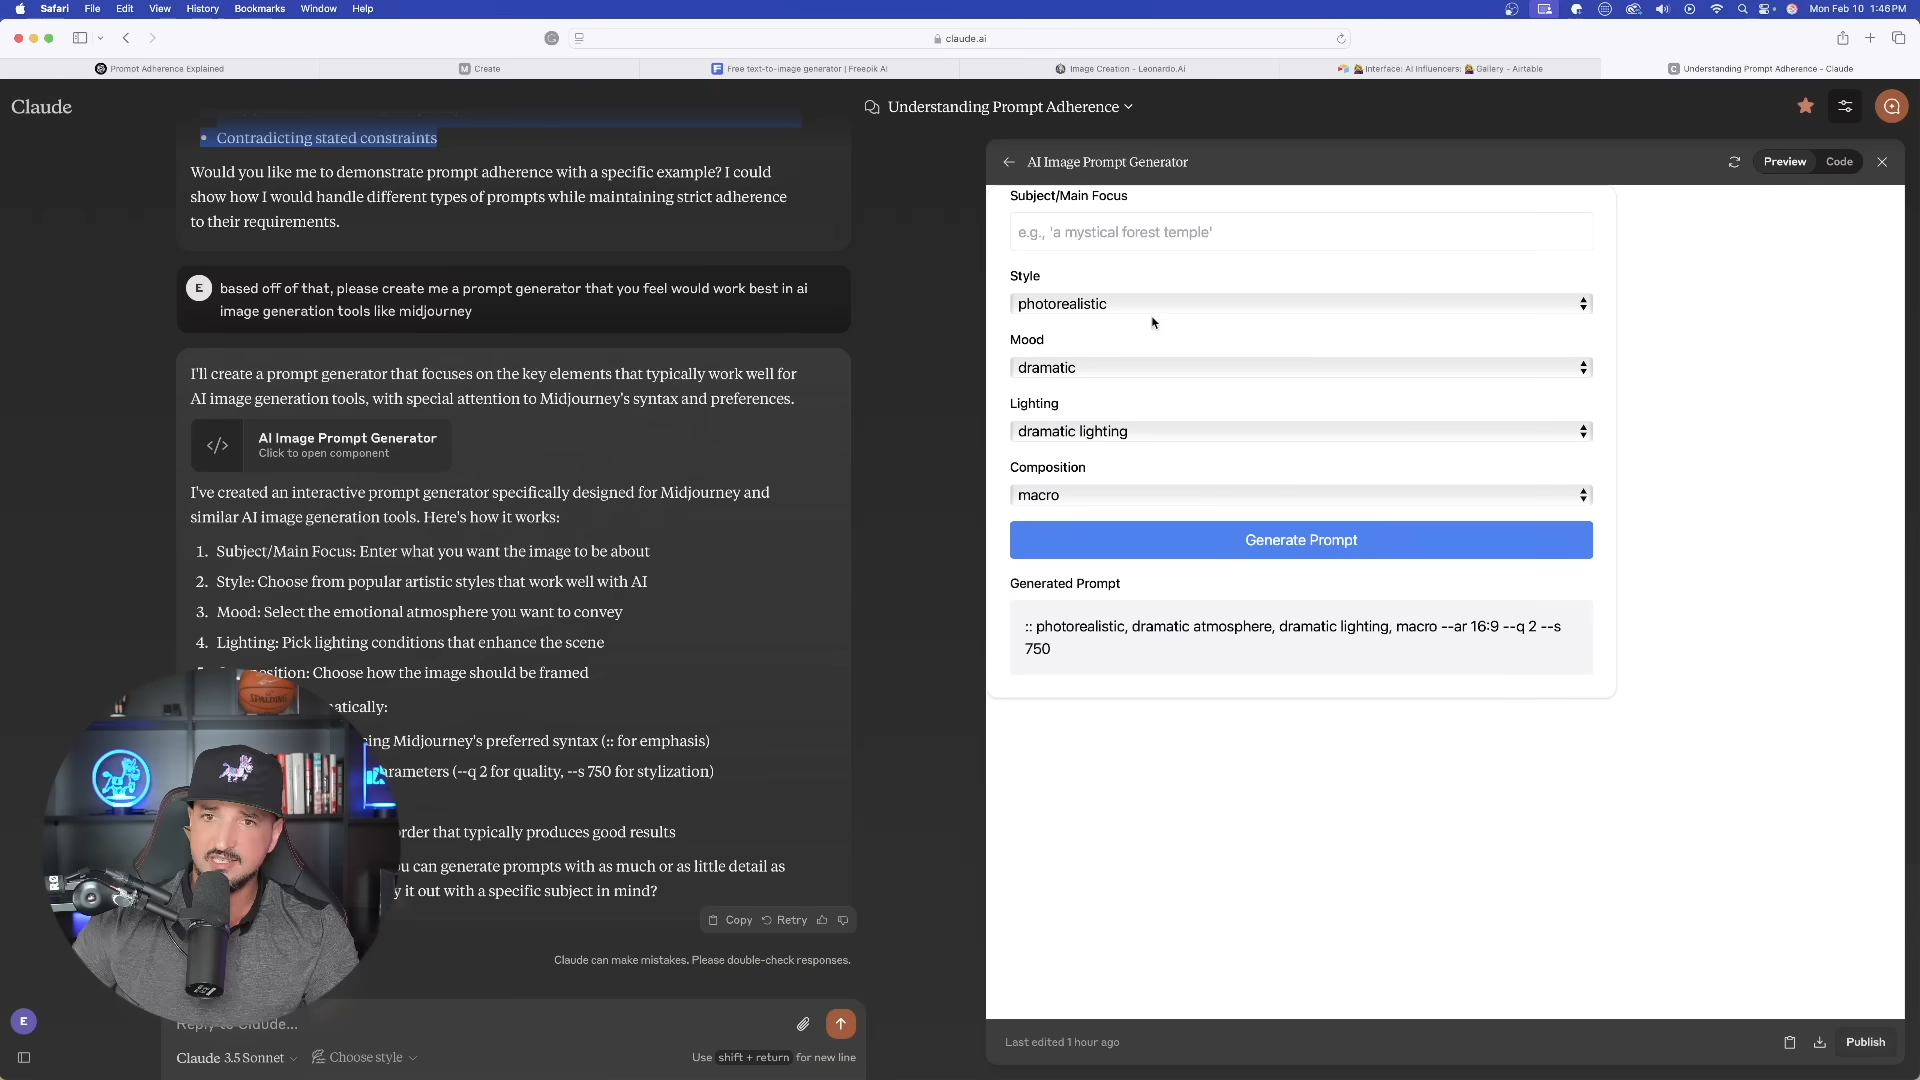 Safari File Edit View History Bookmarks Window Help
Mon Feb 10 1:46 PM
claude.ai
Prompt Adherence Explained
Create
Free text-to-image generator | Freepik AI
Image Creation - Leonardo.Ai
Interface: AI Influencers: Gallery - Airtable
Understanding Prompt Adherence - Claude
Claude
Understanding Prompt Adherence
• Contradicting stated constraints
Would you like me to demonstrate prompt adherence with a specific example? I could
show how I would handle different types of prompts while maintaining strict adherence
to their requirements.
E
based off of that, please create me a prompt generator that you feel would work best in ai
image generation tools like midjourney
I'll create a prompt generator that focuses on the key elements that typically work well for
AI image generation tools, with special attention to Midjourney's syntax and preferences.
</>
AI Image Prompt Generator
Click to open component
I've created an interactive prompt generator specifically designed for Midjourney and
similar AI image generation tools. Here's how it works:
1. Subject/Main Focus: Enter what you want the image to be about
2. Style: Choose from popular artistic styles that work well with AI
3. Mood: Select the emotional atmosphere you want to convey
4. Lighting: Pick lighting conditions that enhance the scene
position: Choose how the image should be framed
matically:
sing Midjourney's preferred syntax (:: for emphasis)
arameters (--q 2 for quality, --s 750 for stylization)
order that typically produces good results
ou can generate prompts with as much or as little detail as
y it out with a specific subject in mind?
SPALDING
Copy Retry
Claude can make mistakes. Please double-check responses.
E
Reply to Claude...
Claude 3.5 Sonnet Choose style
Use shift + return for new line
AI Image Prompt Generator
Preview Code
Subject/Main Focus
e.g., 'a mystical forest temple'
Style
photorealistic
Mood
dramatic
Lighting
dramatic lighting
Composition
macro
Generate Prompt
Generated Prompt
:: photorealistic, dramatic atmosphere, dramatic lighting, macro --ar 16:9 --q 2 --s
750
Last edited 1 hour ago
Publish